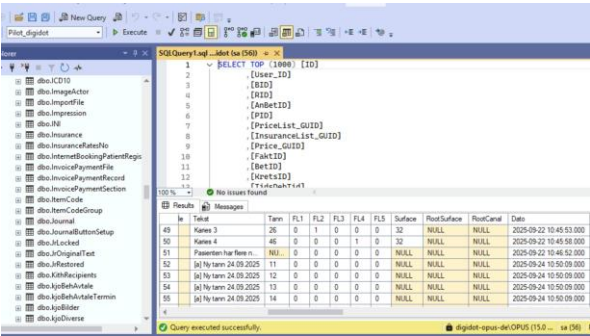 New Query
Pilot_digidot
Execute
SQLQuery1.sql ...idot (sa (56))
dbo.ICD10
dbo.ImageActor
dbo.ImportFile
dbo.Impression
dbo.INI
dbo.Insurance
dbo.InsuranceRatesNo
dbo.InternetBookingPatientRegis
dbo.InvoicePaymentFile
dbo.InvoicePaymentRecord
dbo.InvoicePaymentSection
dbo.ItemCode
dbo.ItemCodeGroup
dbo.Journal
dbo.JournalButtonSetup
dbo.JrLocked
dbo.JrOriginalText
dbo.JrRestored
dbo.KithRecipients
dbo.kjoBehAvtale
dbo.kjoBehAvtaleTermin
dbo.kjoBilder
dbo.kjoDiverse
1 SELECT TOP (1000) [ID]
2 ,[User_ID]
3 ,[BID]
4 ,[RID]
5 ,[AnBetID]
6 ,[PID]
7 ,[PriceList_GUID]
8 ,[InsuranceList_GUID]
9 ,[Price_GUID]
10 ,[FaktID]
11 ,[BetID]
12 ,[KretsID]
100 % No issues found
Results Messages
le Tekst Tann FL1 FL2 FL3 FL4 FL5 Surface RootSurface RootCanal Dato
49 Karies 3 26 0 1 0 0 0 32 NULL NULL 2025-09-22 10:45:53.000
50 Karies 4 46 0 0 0 1 0 32 NULL NULL 2025-09-22 10:45:58.000
51 Pasienten har flere n... NU... 0 0 0 0 0 NULL NULL NULL 2025-09-22 10:46:52.000
52 [a] Ny tann 24.09.2025 11 0 0 0 0 0 NULL NULL NULL 2025-09-24 10:50:09.000
53 [a] Ny tann 24.09.2025 12 0 0 0 0 0 NULL NULL NULL 2025-09-24 10:50:09.000
54 [a] Ny tann 24.09.2025 13 0 0 0 0 0 NULL NULL NULL 2025-09-24 10:50:09.000
55 [a] Ny tann 24.09.2025 14 0 0 0 0 0 NULL NULL NULL 2025-09-24 10:50:09.000
Query executed successfully. digidot-opus-de\OPUS (15.0 ... sa (56)